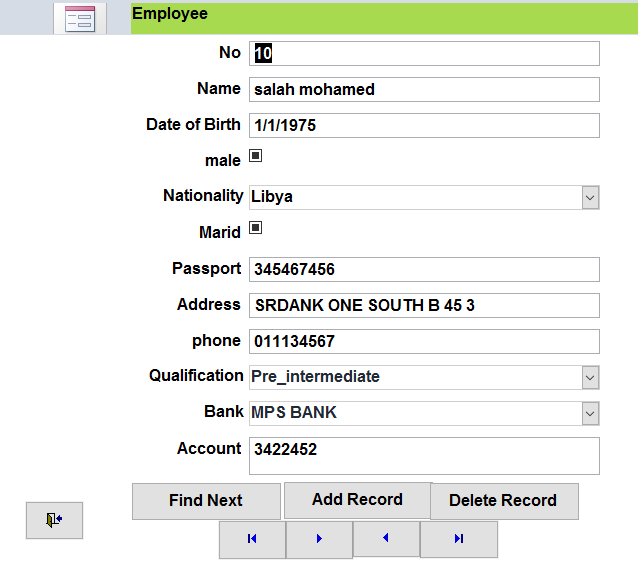 Employee
No 10
Name salah mohamed
Date of Birth 1/1/1975
male
Nationality Libya
Marid
Passport 345467456
Address SRDANK ONE SOUTH B 45 3
phone 011134567
Qualification Pre_intermediate
Bank MPS BANK
Account 3422452
Find Next Add Record Delete Record